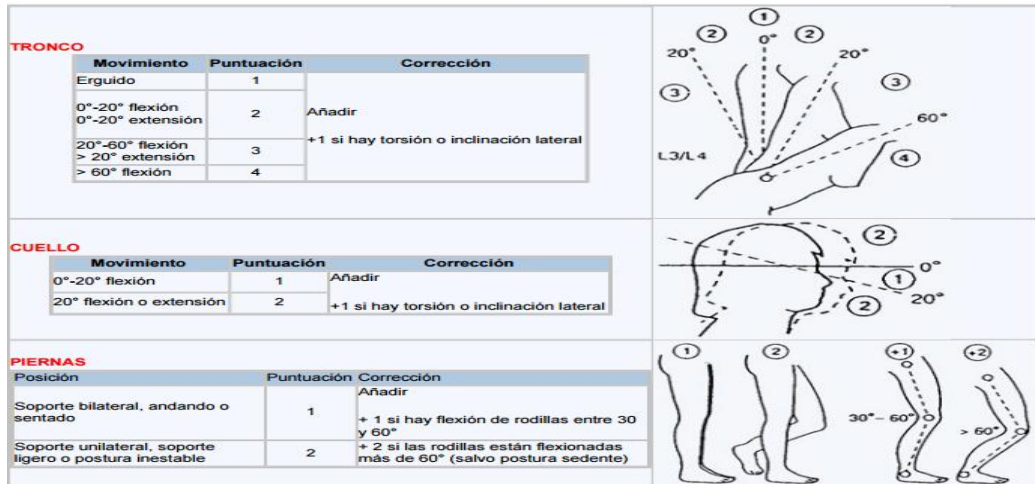 TRONCO
Movimiento Puntuación Corrección
Erguido 1
0°-20° flexión
0°-20° extensión
2
Añadir
+1 si hay torsión o inclinación lateral
20°-60° flexión
> 20° extensión
3
> 60° flexión 4
1
2 0° 2
20° 20°
3 3
60°
L3/L4
4
CUELLO
Movimiento Puntuación Corrección
0°-20° flexión 1
Añadir
20° flexión o extensión 2
+1 si hay torsión o inclinación lateral
2
0°
1
20°
2
PIERNAS
Posición Puntuación Corrección
Soporte bilateral, andando o
sentado
1
Añadir
+ 1 si hay flexión de rodillas entre 30
y 60°
Soporte unilateral, soporte
ligero o postura inestable
2
+ 2 si las rodillas están flexionadas
más de 60° (salvo postura sedente)
1 2 +1 +2
30°- 60° > 60°